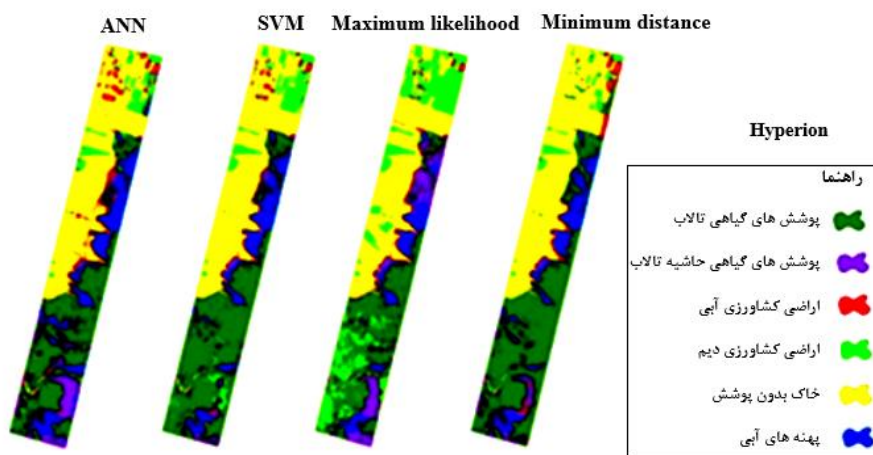 ANN
SVM
Maximum likelihood
Minimum distance
Hyperion
راهنما
پوشش های گیاهی تالاب
پوشش های گیاهی حاشیه تالاب
اراضی کشاورزی آبی
اراضی کشاورزی دیم
خاک بدون پوشش
پهنه های آبی